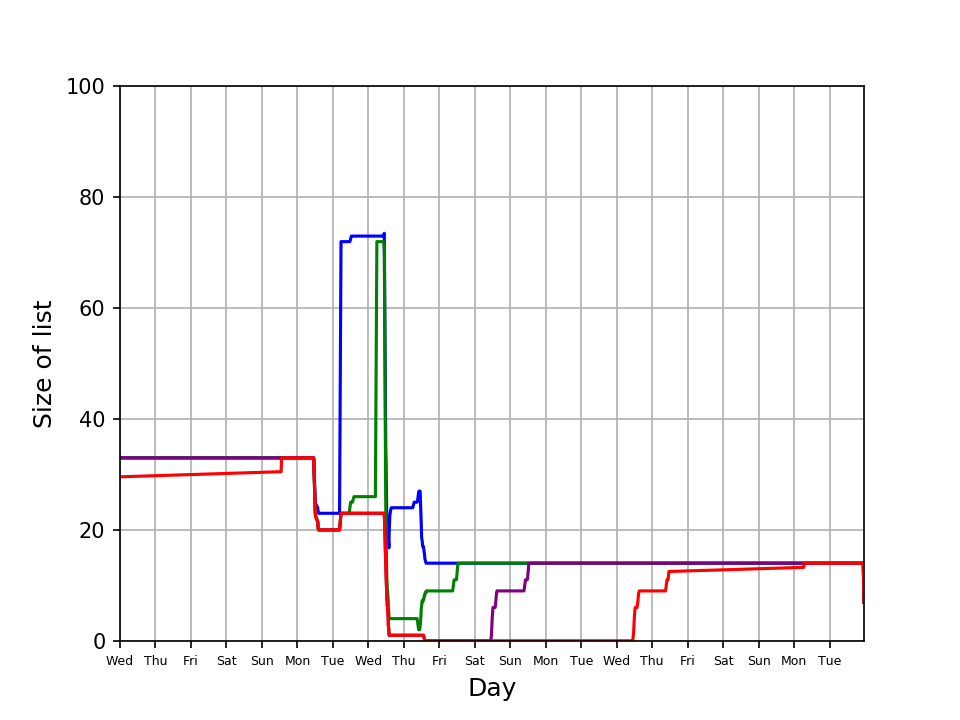 100
80
60
40
20
0
Size of list
Wed Thu Fri Sat Sun Mon Tue Wed Thu Fri Sat Sun Mon Tue Wed Thu Fri Sat Sun Mon Tue
Day